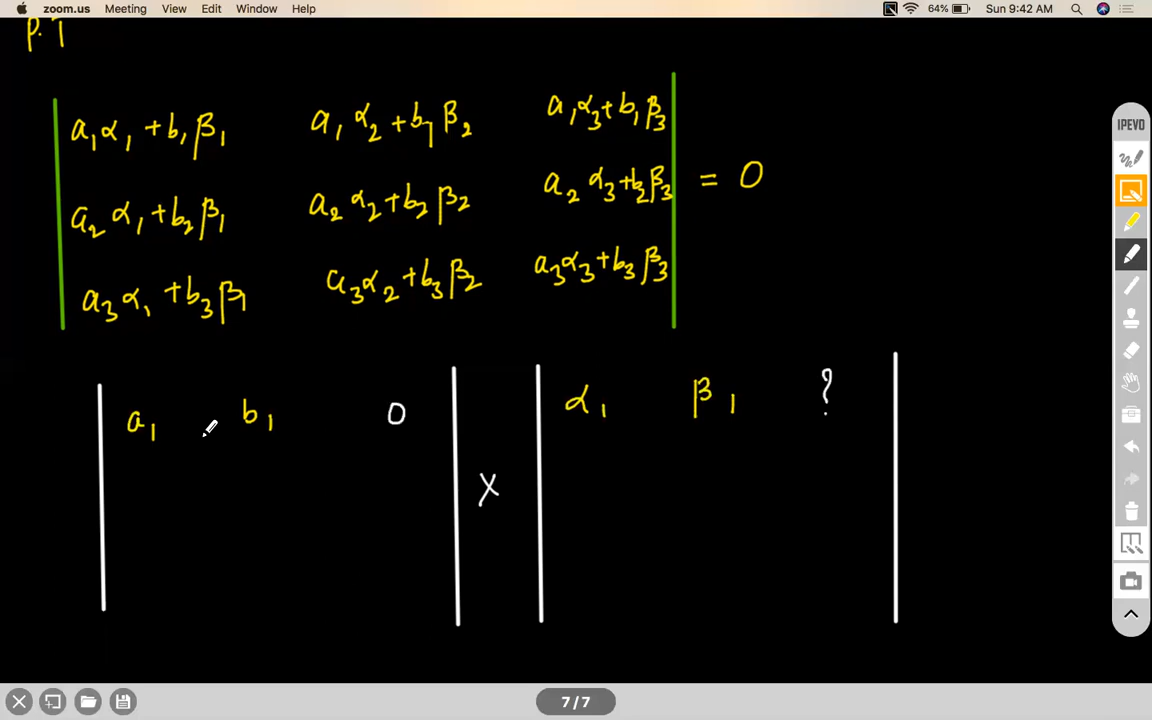 zoom.us Meeting View Edit Window Help 64% Sun 9:42 AM
P. T
a₁α₁ + b₁β₁ a₁α₂ + b₁β₂ a₁α₃ + b₁β₃
a₂α₁ + b₂β₁ a₂α₂ + b₂β₂ a₂α₃ + b₂β₃ = 0
a₃α₁ + b₃β₁ a₃α₂ + b₃β₂ a₃α₃ + b₃β₃
a₁ b₁ 0 x α₁ β₁ ?
IPEVO
7 / 7